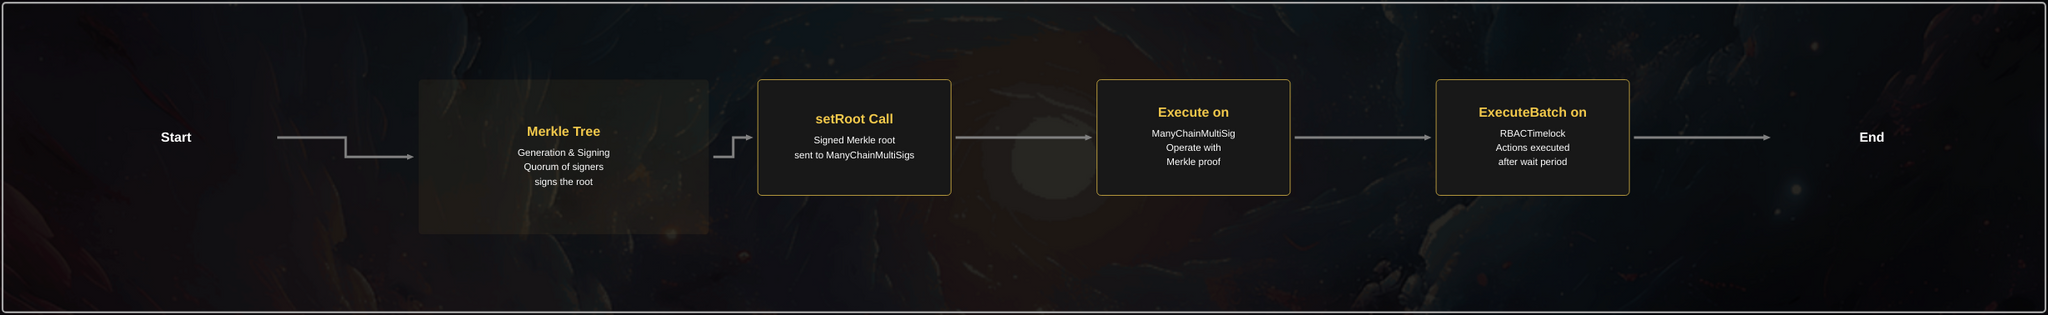 Start
Merkle Tree
Generation & Signing
Quorum of signers
signs the root
setRoot Call
Signed Merkle root
sent to ManyChainMultiSigs
Execute on
ManyChainMultiSig
Operate with
Merkle proof
ExecuteBatch on
RBACTimelock
Actions executed
after wait period
End